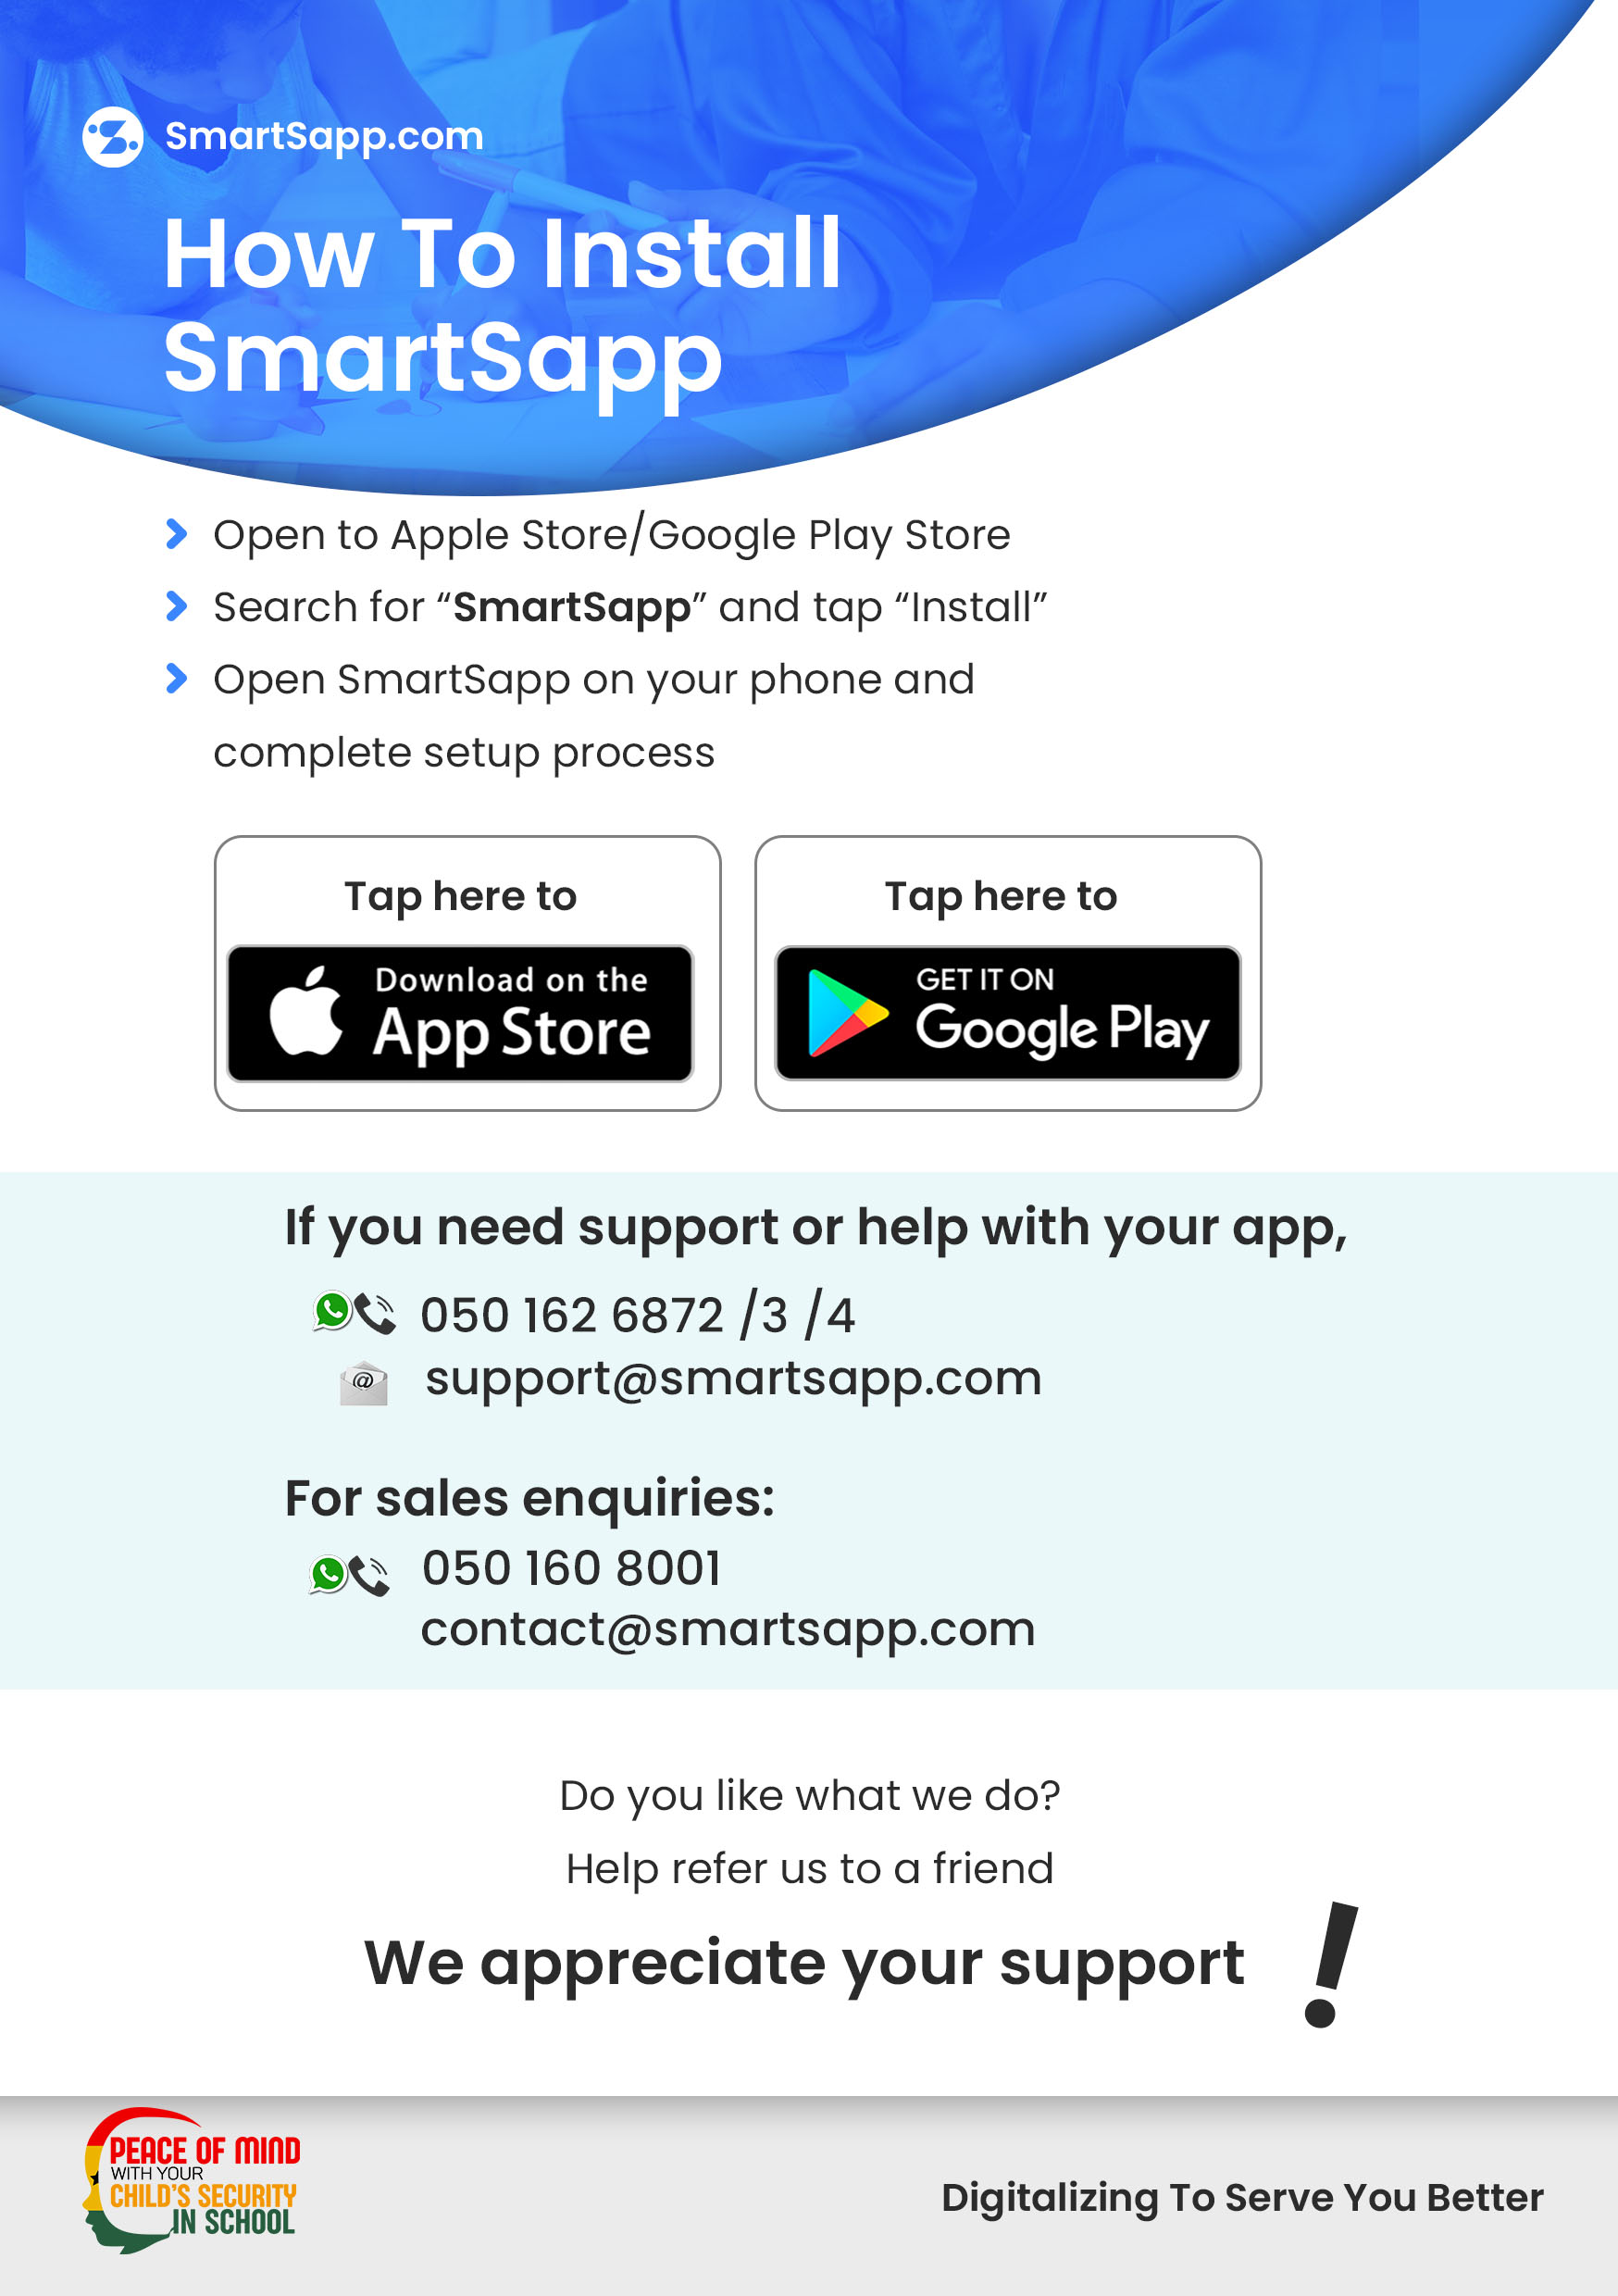 SmartSapp.com
How To Install
SmartSapp
Open to Apple Store/Google Play Store
Search for “SmartSapp” and tap “Install”
Open SmartSapp on your phone and
complete setup process
Tap here to
Download on the
App Store
Tap here to
GET IT ON
Google Play
If you need support or help with your app,
050 162 6872 /3 /4
support@smartsapp.com
For sales enquiries:
050 160 8001
contact@smartsapp.com
Do you like what we do?
Help refer us to a friend
We appreciate your support !
PEACE OF MIND
WITH YOUR
CHILD'S SECURITY
IN SCHOOL
Digitalizing To Serve You Better